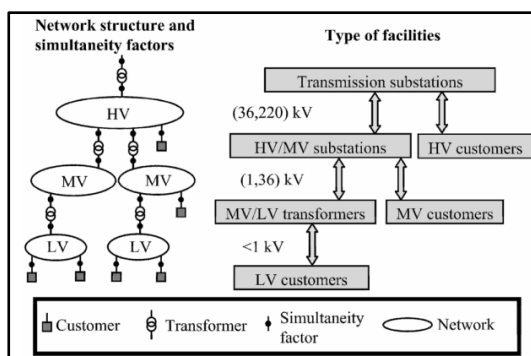 Network structure and
simultaneity factors
HV
MV
MV
LV
LV
Type of facilities
Transmission substations
(36,220) kV
HV/MV substations
HV customers
(1,36) kV
MV/LV transformers
MV customers
<1 kV
LV customers
Customer
Transformer
Simultaneity
factor
Network